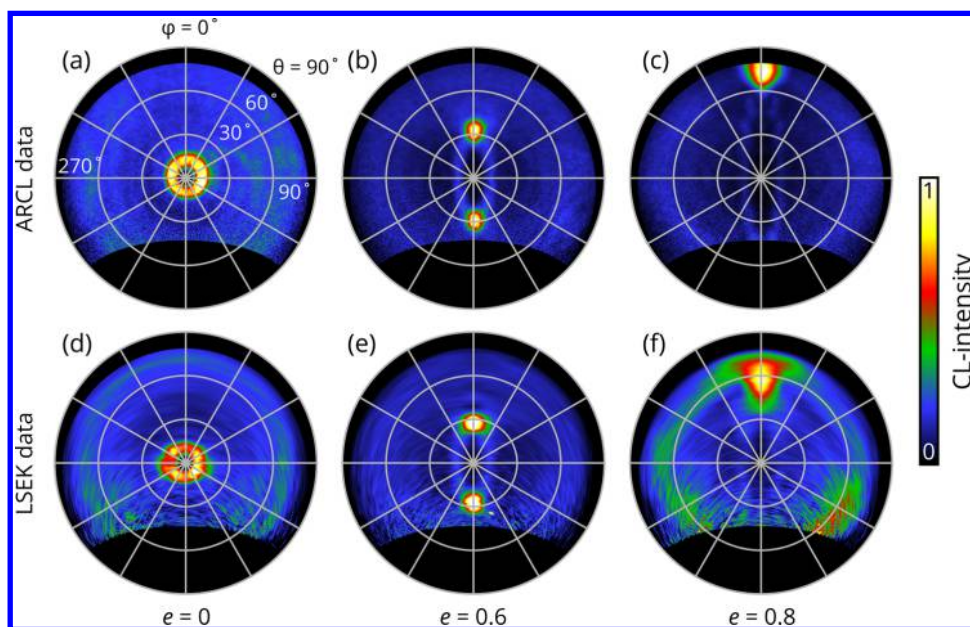 φ = 0°
(a)
θ = 90°
(b)
(c)
60°
30°
270°
90°
ARCL data
1
CL-intensity
0
(d)
(e)
(f)
LSEK data
e = 0
e = 0.6
e = 0.8